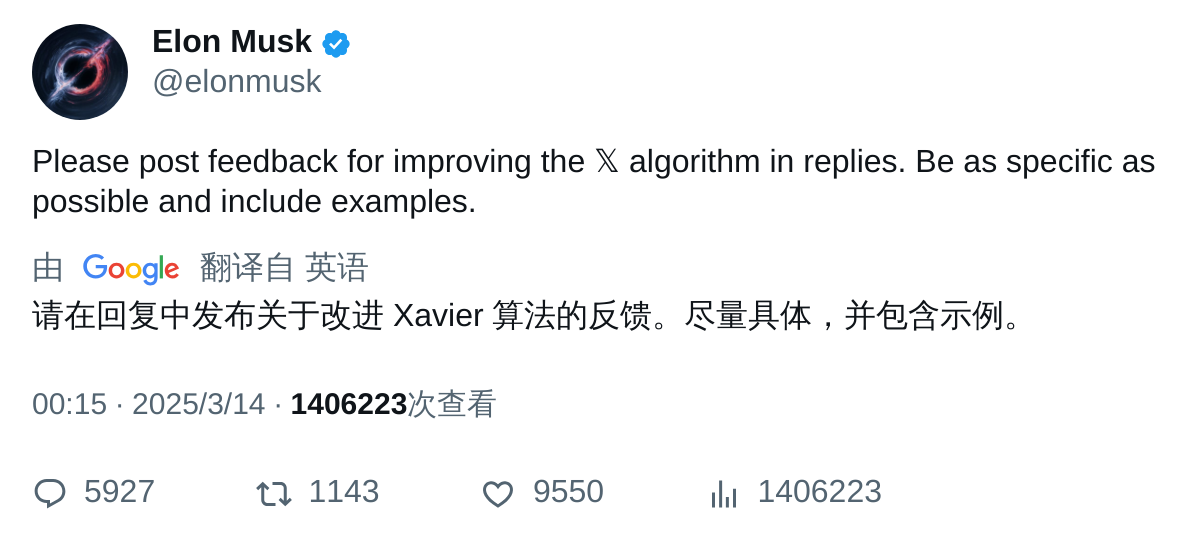 Elon Musk
@elonmusk
Please post feedback for improving the 𝕏 algorithm in replies. Be as specific as
possible and include examples.
由 Google 翻译自 英语
请在回复中发布关于改进 Xavier 算法的反馈。尽量具体，并包含示例。
00:15 · 2025/3/14 · 1406223次查看
5927 1143 9550 1406223